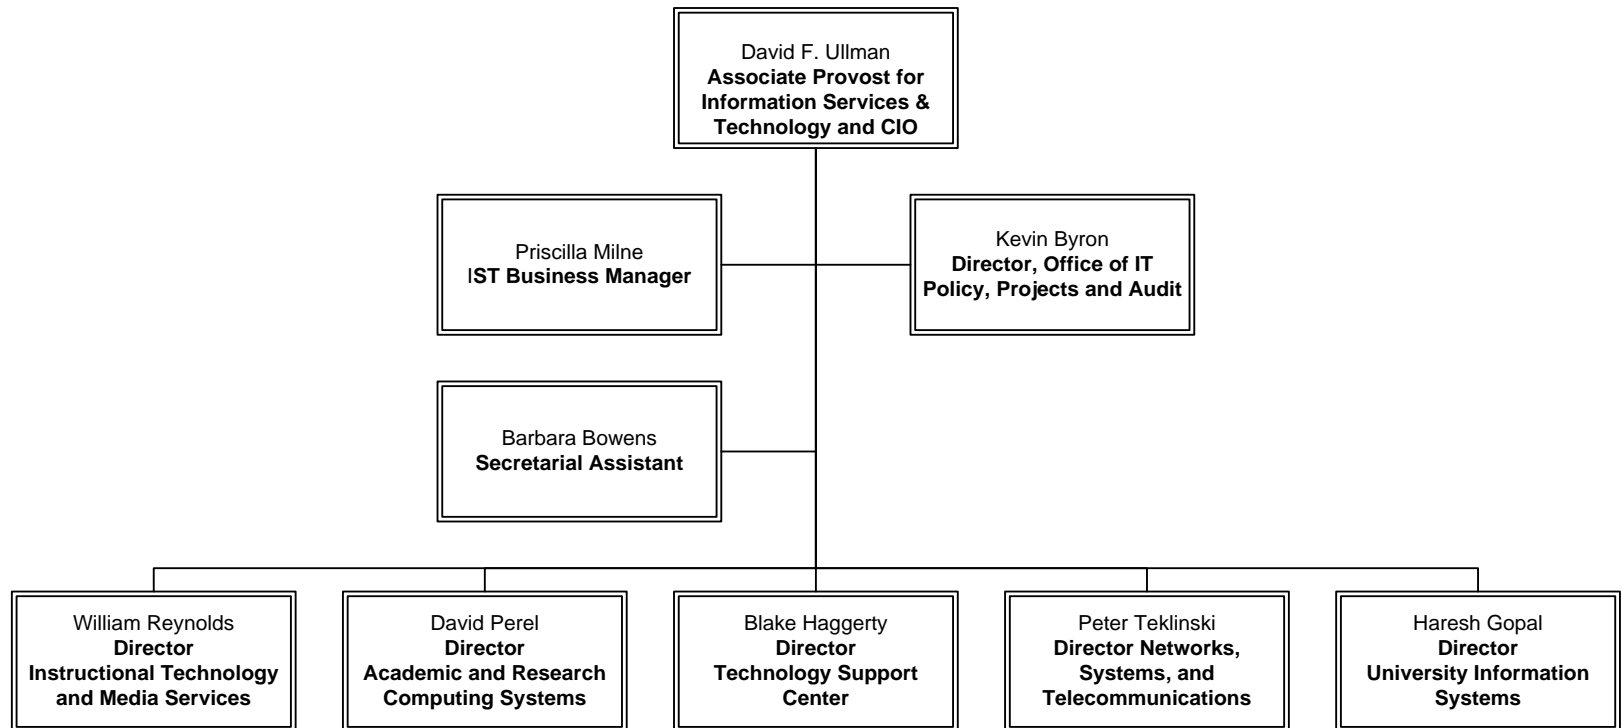 David F. Ullman
Associate Provost for
Information Services &
Technology and CIO
Priscilla Milne
IST Business Manager
Kevin Byron
Director, Office of IT
Policy, Projects and Audit
Barbara Bowens
Secretarial Assistant
William Reynolds
Director
Instructional Technology
and Media Services
David Perel
Director
Academic and Research
Computing Systems
Blake Haggerty
Director
Technology Support
Center
Peter Teklinski
Director Networks,
Systems, and
Telecommunications
Haresh Gopal
Director
University Information
Systems